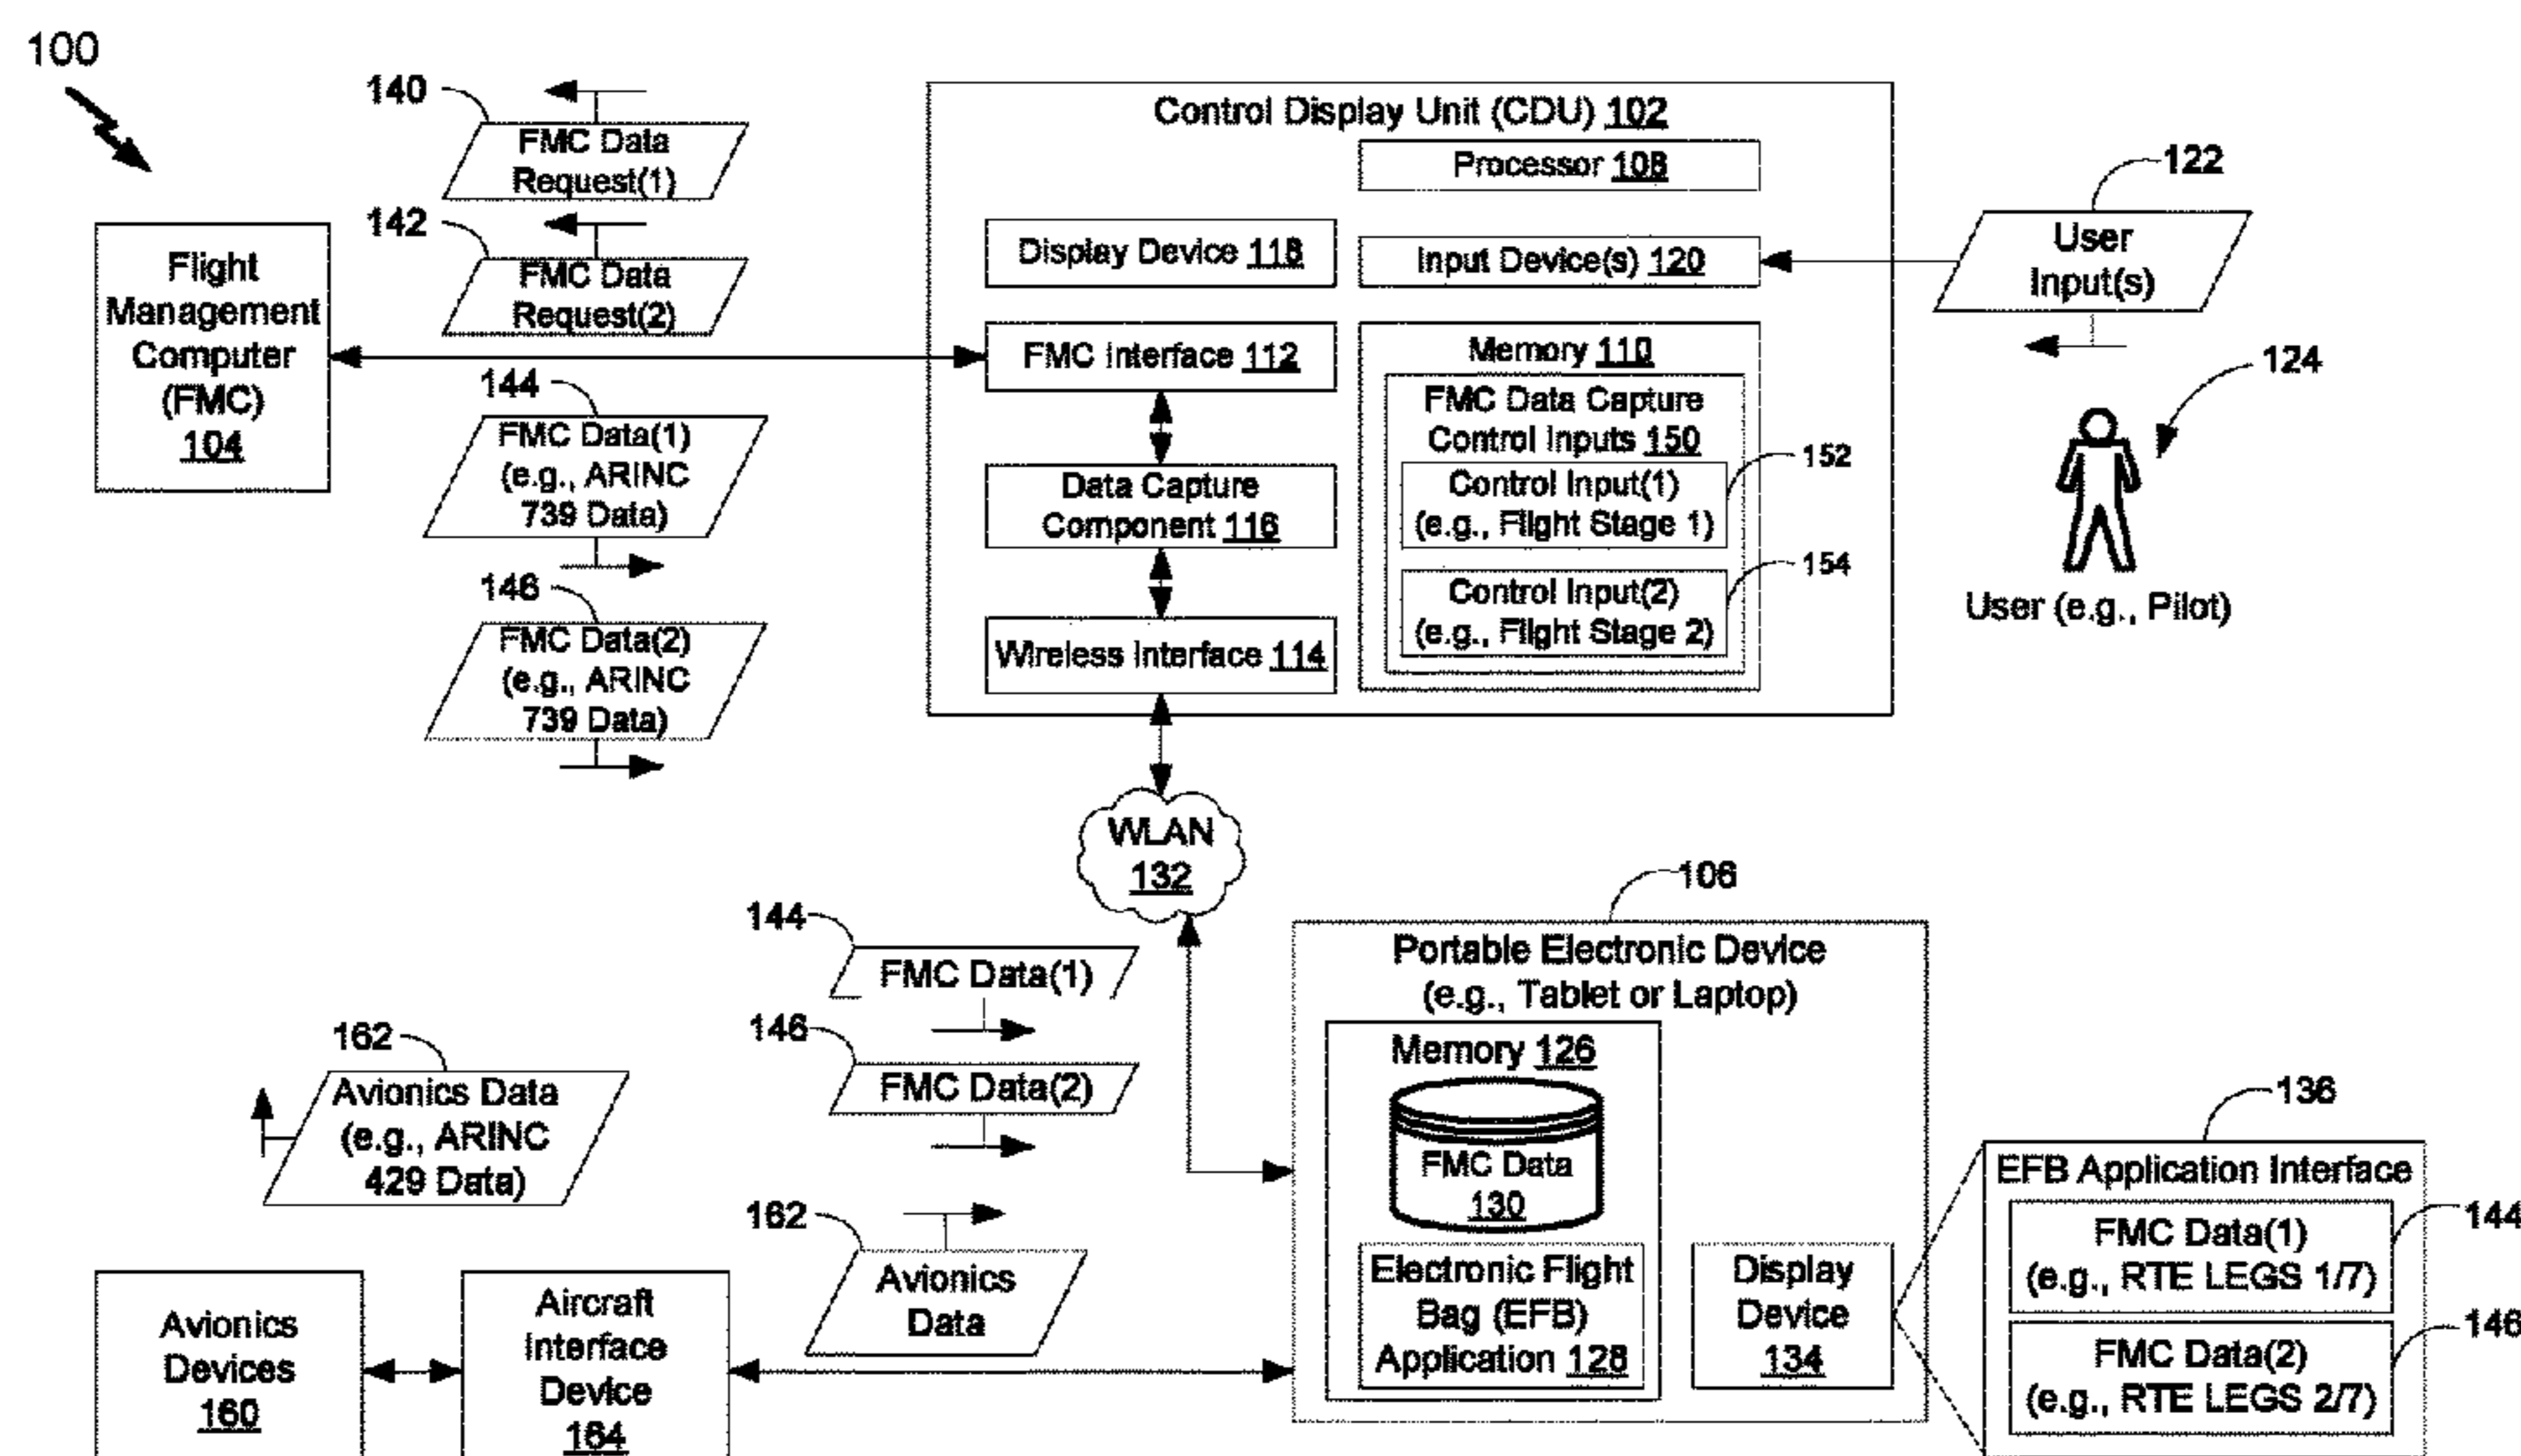 100
140
FMC Data
Request(1)
142
FMC Data
Request(2)
Flight
Management
Computer
(FMC)
104
144
FMC Data(1)
(e.g., ARINC
739 Data)
146
FMC Data(2)
(e.g., ARINC
739 Data)
Control Display Unit (CDU) 102
Processor 108
Display Device 118
Input Device(s) 120
FMC Interface 112
Memory 110
FMC Data Capture
Control Inputs 150
Control Input(1)
(e.g., Flight Stage 1)
152
Control Input(2)
(e.g., Flight Stage 2)
154
Data Capture
Component 116
Wireless Interface 114
122
User
Input(s)
124
User (e.g., Pilot)
WLAN
132
144
FMC Data(1)
146
FMC Data(2)
162
Avionics Data
(e.g., ARINC
429 Data)
162
Avionics
Data
Avionics
Devices
160
Aircraft
Interface
Device
164
106
Portable Electronic Device
(e.g., Tablet or Laptop)
Memory 126
FMC Data
130
Electronic Flight
Bag (EFB)
Application 128
Display
Device
134
136
EFB Application Interface
FMC Data(1)
(e.g., RTE LEGS 1/7)
144
FMC Data(2)
(e.g., RTE LEGS 2/7)
146